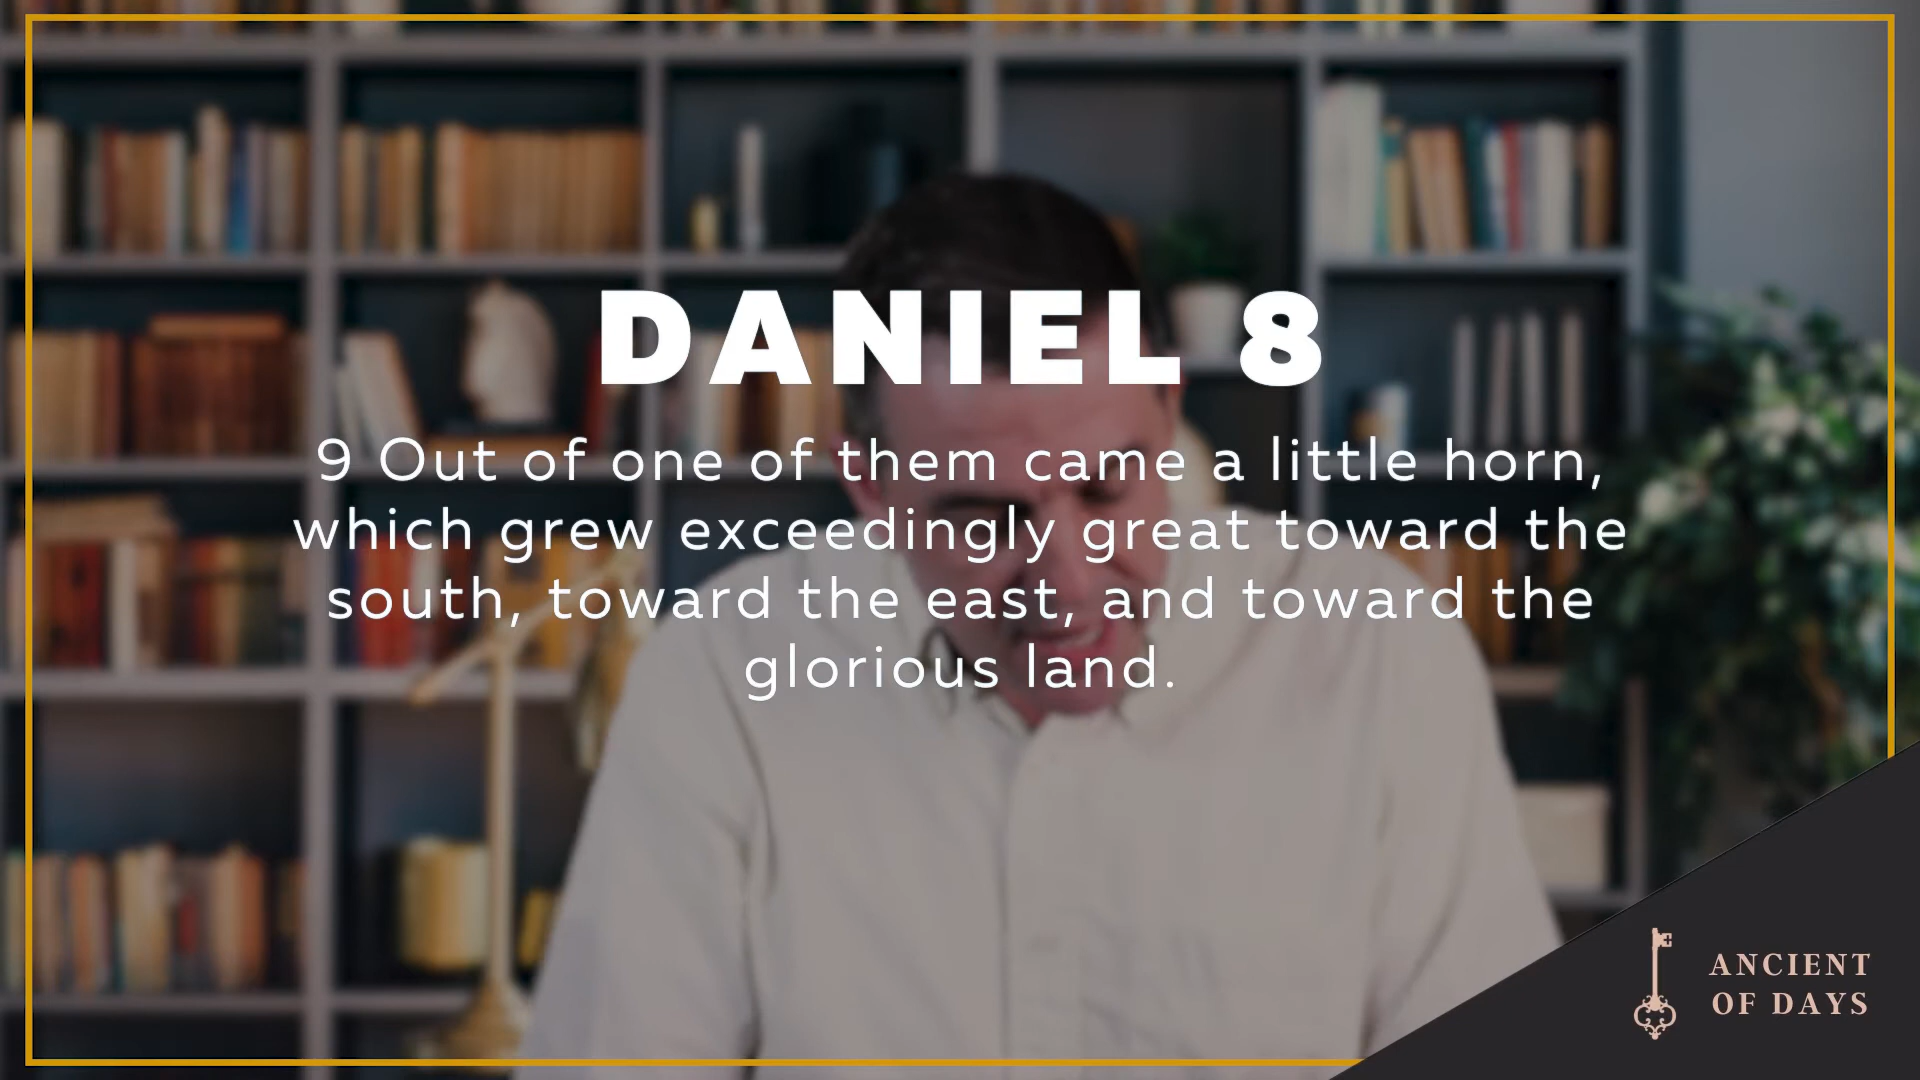 DANIEL 8
9 Out of one of them came a little horn,
which grew exceedingly great toward the
south, toward the east, and toward the
glorious land.
ANCIENT
OF DAYS